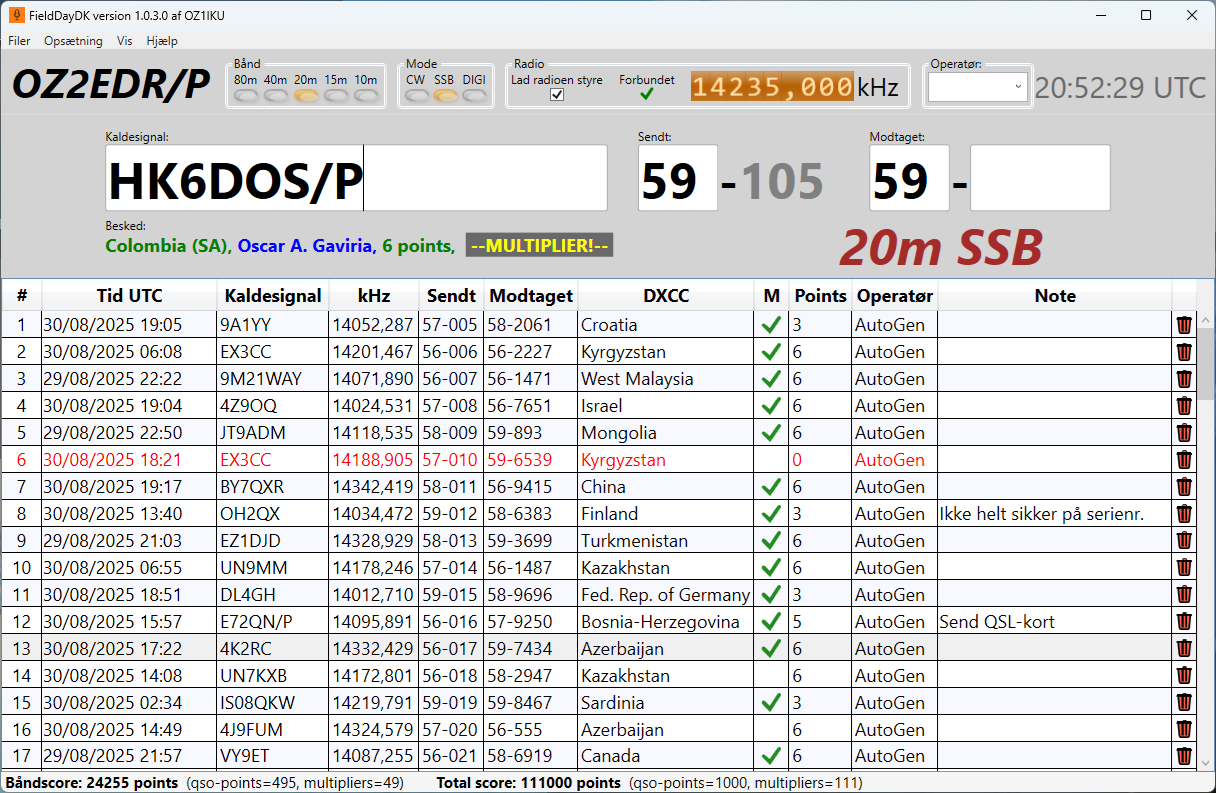 FieldDayDK version 1.0.3.0 af OZ1IKU
Filer Opsætning Vis Hjælp
OZ2EDR/P
Bånd
80m 40m 20m 15m 10m
Mode
CW SSB DIGI
Radio
Lad radioen styre Forbundet
14235,000 kHz
Operatør:
20:52:29 UTC
Kaldesignal: Sendt: Modtaget:
HK6DOS/P 59 -105 59 -
Besked:
Colombia (SA), Oscar A. Gaviria, 6 points, --MULTIPLIER!--
20m SSB
# Tid UTC Kaldesignal kHz Sendt Modtaget DXCC M Points Operatør Note
1 30/08/2025 19:05 9A1YY 14052,287 57-005 58-2061 Croatia 3 AutoGen
2 30/08/2025 06:08 EX3CC 14201,467 56-006 56-2227 Kyrgyzstan 6 AutoGen
3 29/08/2025 22:22 9M21WAY 14071,890 56-007 56-1471 West Malaysia 6 AutoGen
4 30/08/2025 19:04 4Z9OQ 14024,531 57-008 56-7651 Israel 6 AutoGen
5 29/08/2025 22:50 JT9ADM 14118,535 58-009 59-893 Mongolia 6 AutoGen
6 30/08/2025 18:21 EX3CC 14188,905 57-010 59-6539 Kyrgyzstan 0 AutoGen
7 30/08/2025 19:17 BY7QXR 14342,419 58-011 56-9415 China 6 AutoGen
8 30/08/2025 13:40 OH2QX 14034,472 59-012 58-6383 Finland 3 AutoGen Ikke helt sikker på serienr.
9 29/08/2025 21:03 EZ1DJD 14328,929 58-013 59-3699 Turkmenistan 6 AutoGen
10 30/08/2025 06:55 UN9MM 14178,246 57-014 56-1487 Kazakhstan 6 AutoGen
11 30/08/2025 18:51 DL4GH 14012,710 59-015 58-9696 Fed. Rep. of Germany 3 AutoGen
12 30/08/2025 15:57 E72QN/P 14095,891 56-016 57-9250 Bosnia-Herzegovina 5 AutoGen Send QSL-kort
13 30/08/2025 17:22 4K2RC 14332,429 56-017 59-7434 Azerbaijan 6 AutoGen
14 30/08/2025 14:08 UN7KXB 14172,801 56-018 58-2947 Kazakhstan 6 AutoGen
15 30/08/2025 02:34 IS08QKW 14219,791 59-019 59-8467 Sardinia 3 AutoGen
16 30/08/2025 14:49 4J9FUM 14324,579 57-020 56-555 Azerbaijan 6 AutoGen
17 29/08/2025 21:57 VY9ET 14087,255 56-021 58-6919 Canada 6 AutoGen
Båndscore: 24255 points (qso-points=495, multipliers=49) Total score: 111000 points (qso-points=1000, multipliers=111)